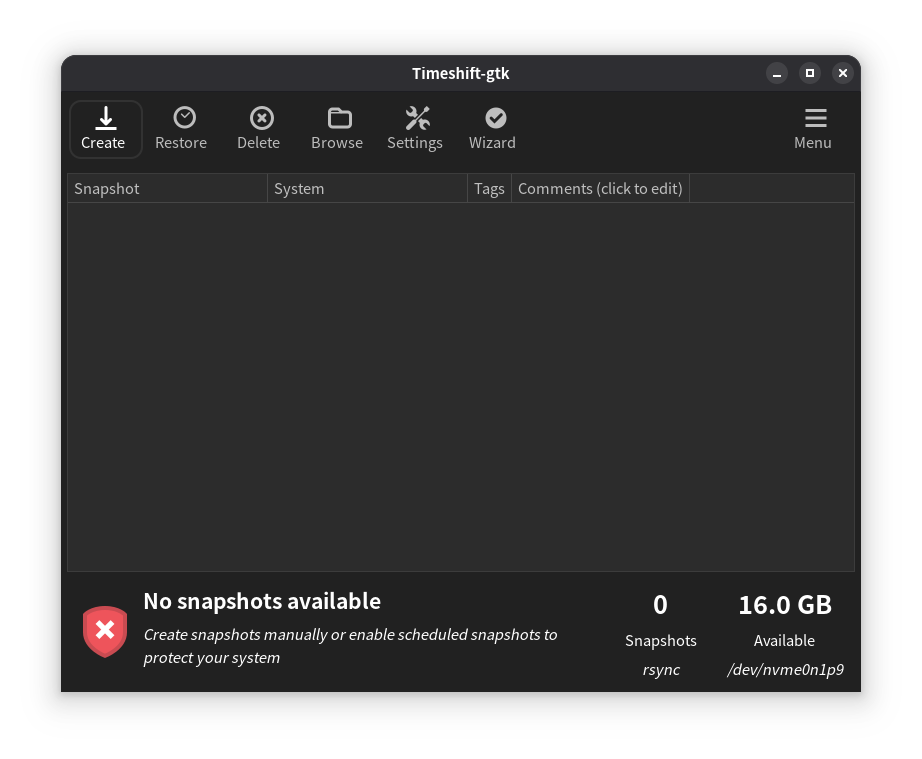 Timeshift-gtk
Create Restore Delete Browse Settings Wizard Menu
Snapshot System Tags Comments (click to edit)
No snapshots available
Create snapshots manually or enable scheduled snapshots to
protect your system
0
Snapshots
rsync
16.0 GB
Available
/dev/nvme0n1p9